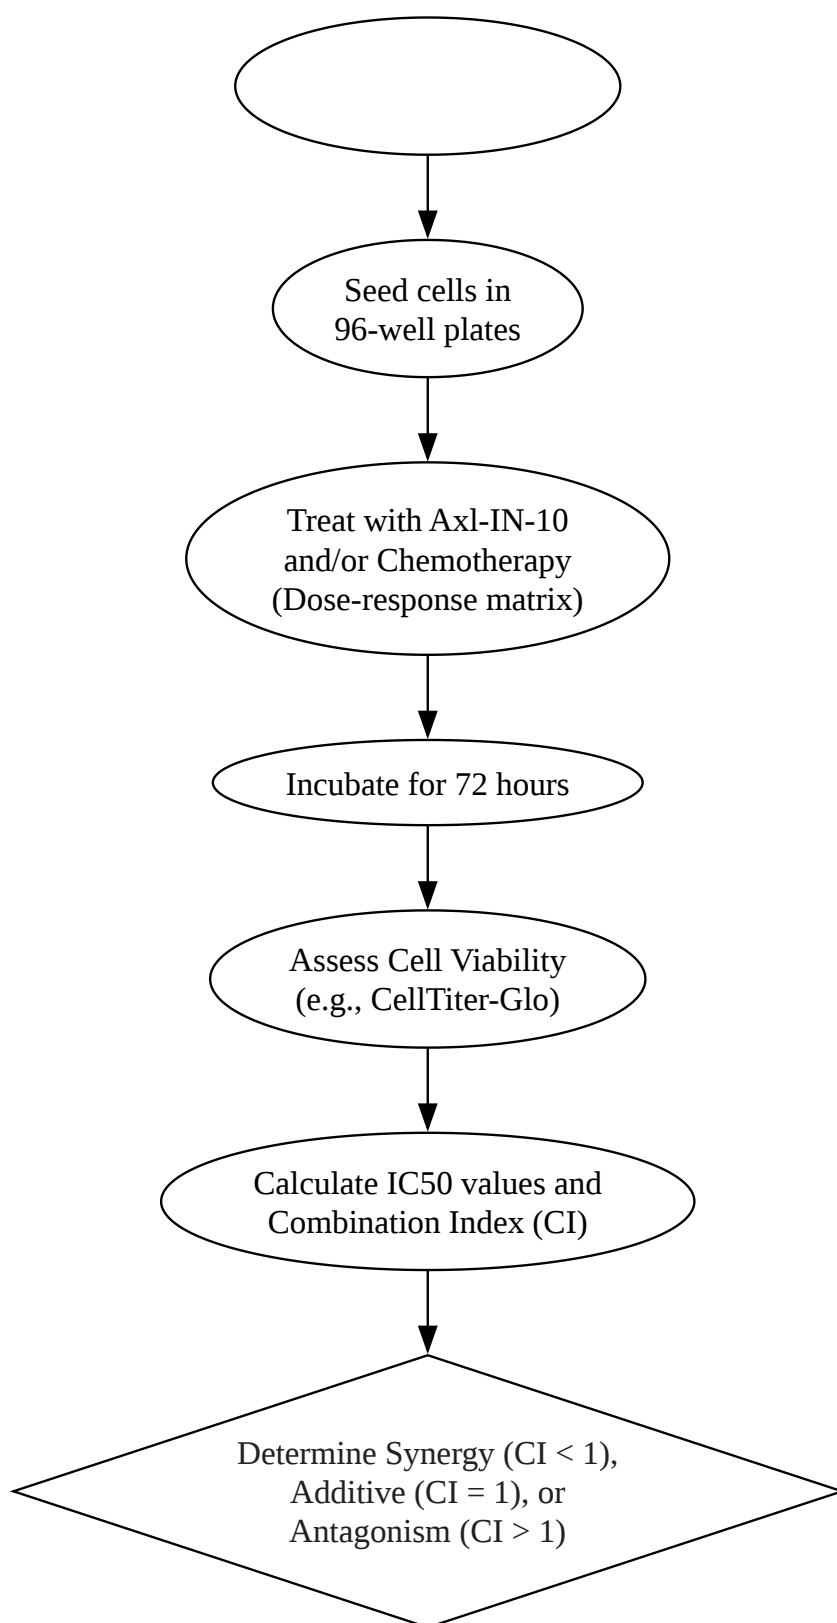 Seed cells in
96-well plates
Treat with Axl-IN-10
and/or Chemotherapy
(Dose-response matrix)
Incubate for 72 hours
Assess Cell Viability
(e.g., CellTiter-Glo)
Calculate IC50 values and
Combination Index (CI)
Determine Synergy (CI < 1),
Additive (CI = 1), or
Antagonism (CI > 1)